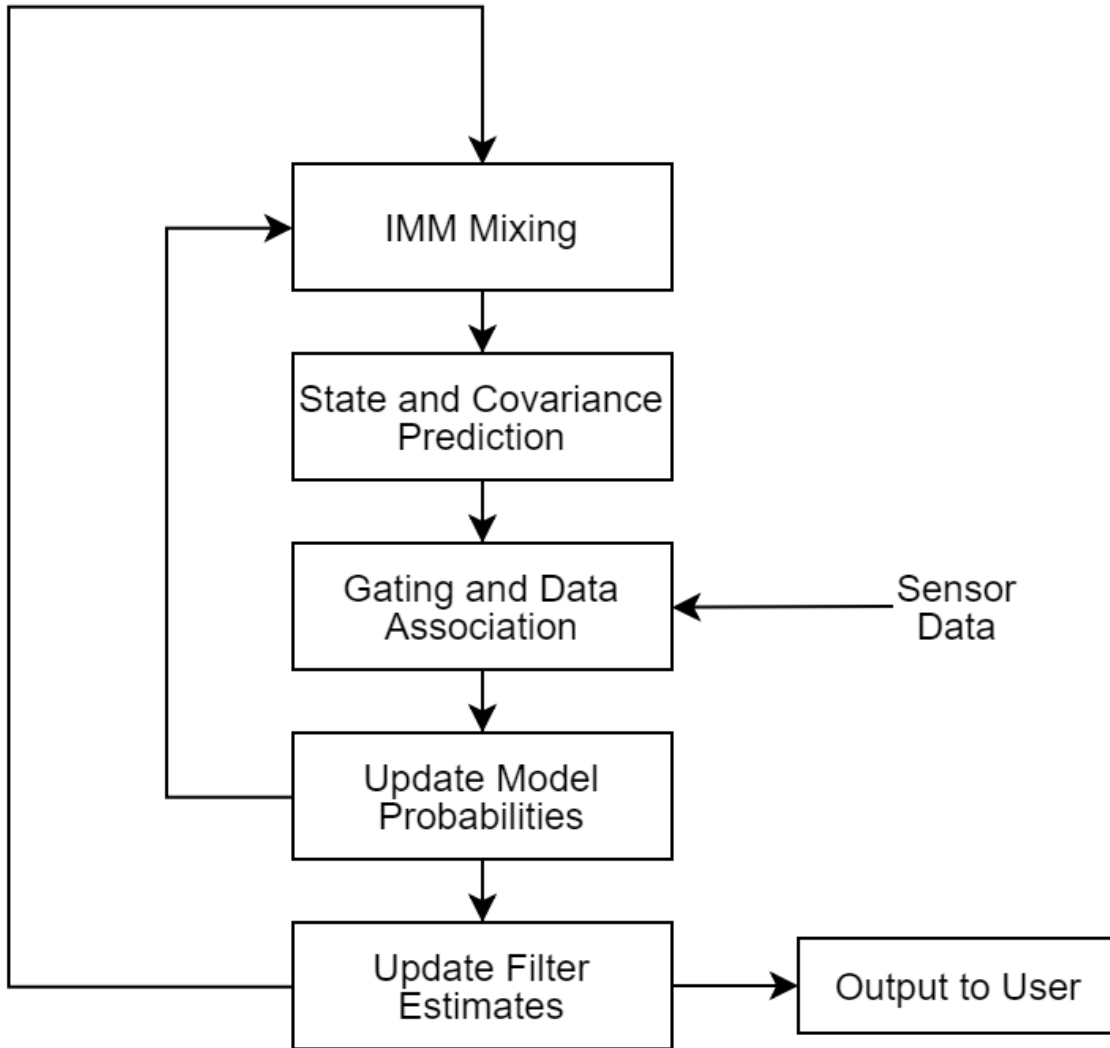 IMM Mixing
State and Covariance
Prediction
Gating and Data
Association
Sensor
Data
Update Model
Probabilities
Update Filter
Estimates
Output to User